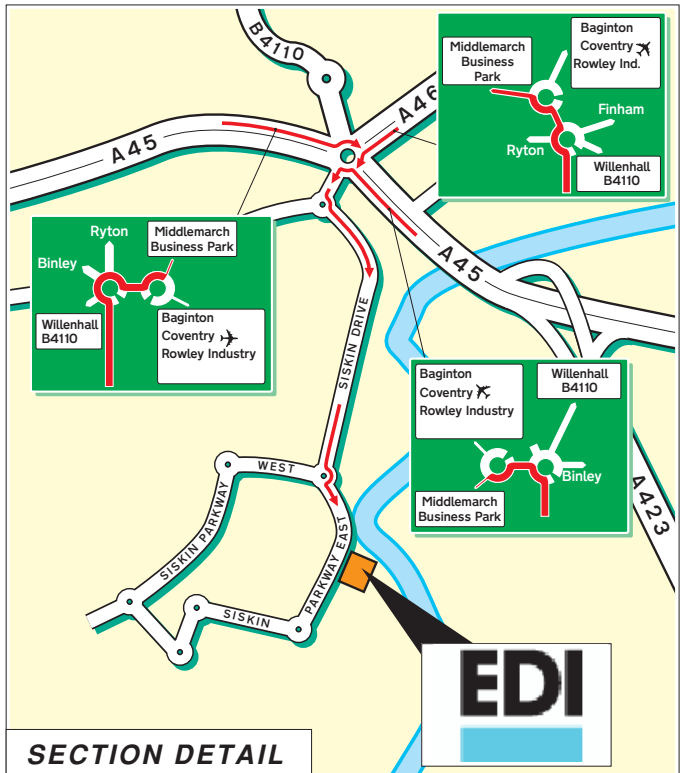 B4110
A45
A46
Middlemarch
Business
Park
Baginton
Coventry
Rowley Ind.
Finham
Ryton
Willenhall
B4110
Ryton
Binley
Middlemarch
Business Park
Willenhall
B4110
Baginton
Coventry
Rowley Industry
A45
SISKIN DRIVE
Baginton
Coventry
Rowley Industry
Willenhall
B4110
Binley
Middlemarch
Business Park
A423
WEST
SISKIN PARKWAY
PARKWAY EAST
SISKIN
EDI
SECTION DETAIL